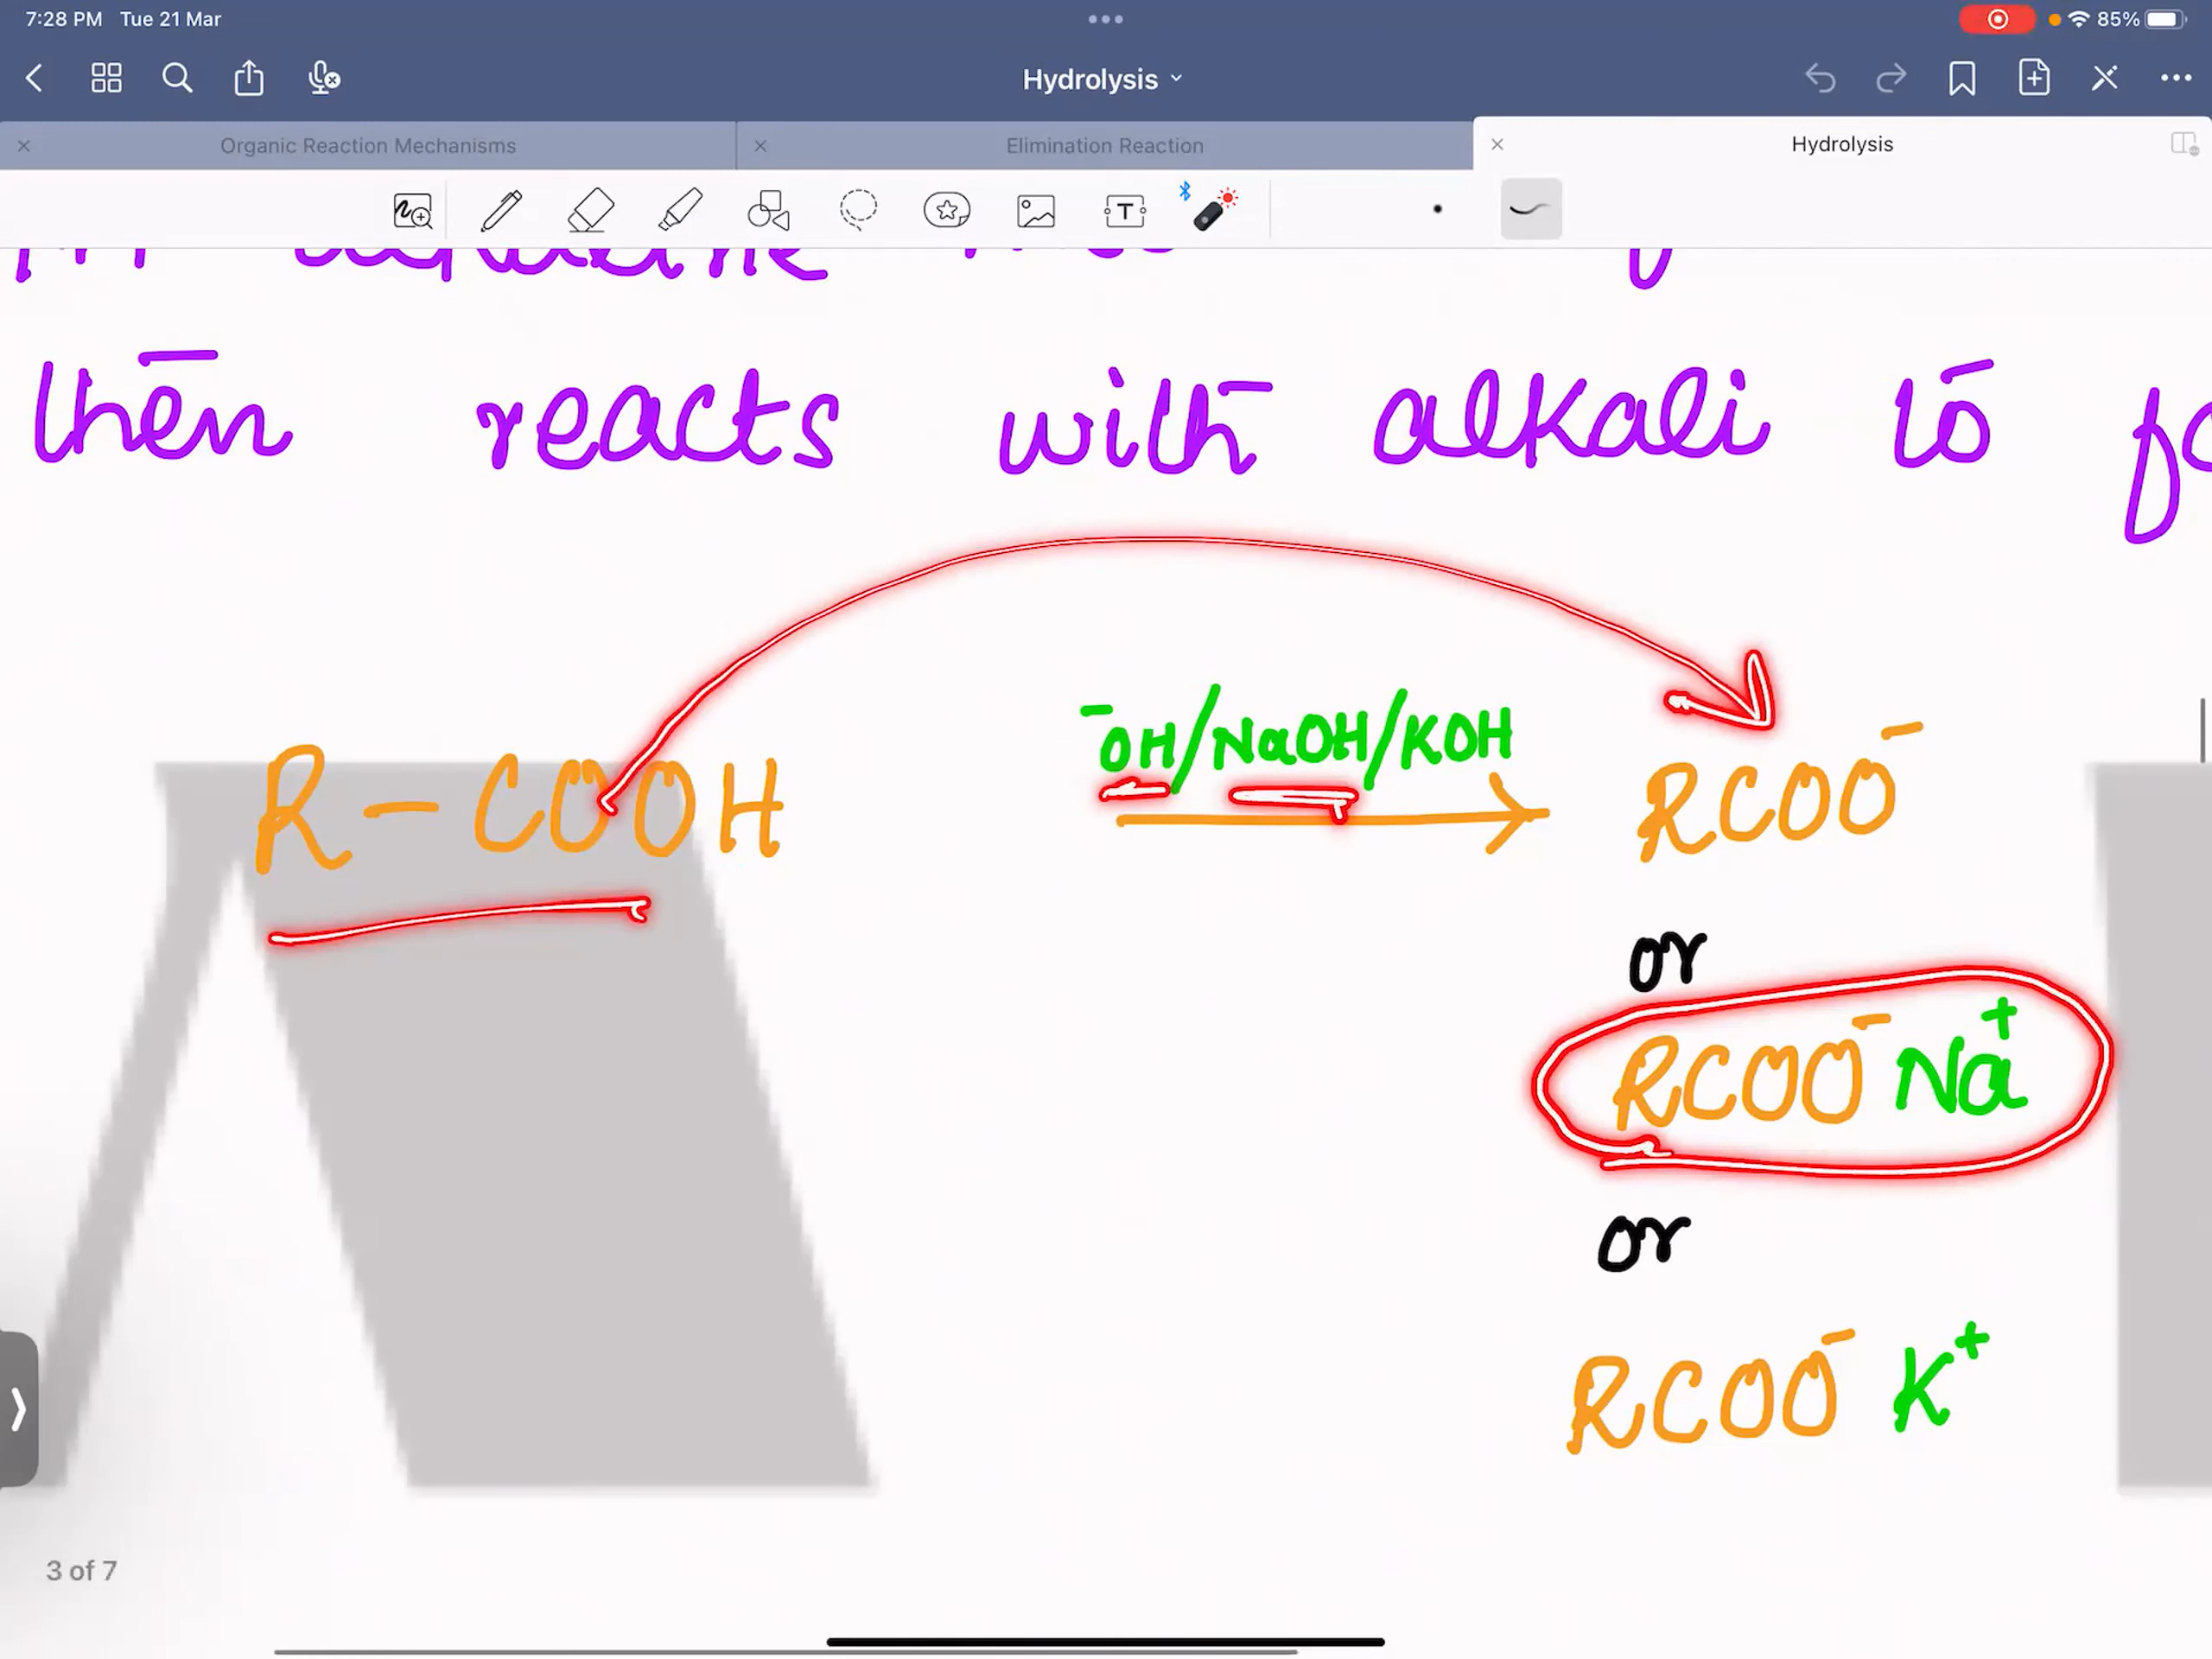 7:28 PM Tue 21 Mar
85%
Hydrolysis
Organic Reaction Mechanisms
Elimination Reaction
Hydrolysis
T
alkaline
then reacts with alkali to
⁻OH/NaOH/KOH
R - COOH
RCOO⁻
or
RCOO⁻ Na⁺
or
RCOO⁻ K⁺
3 of 7